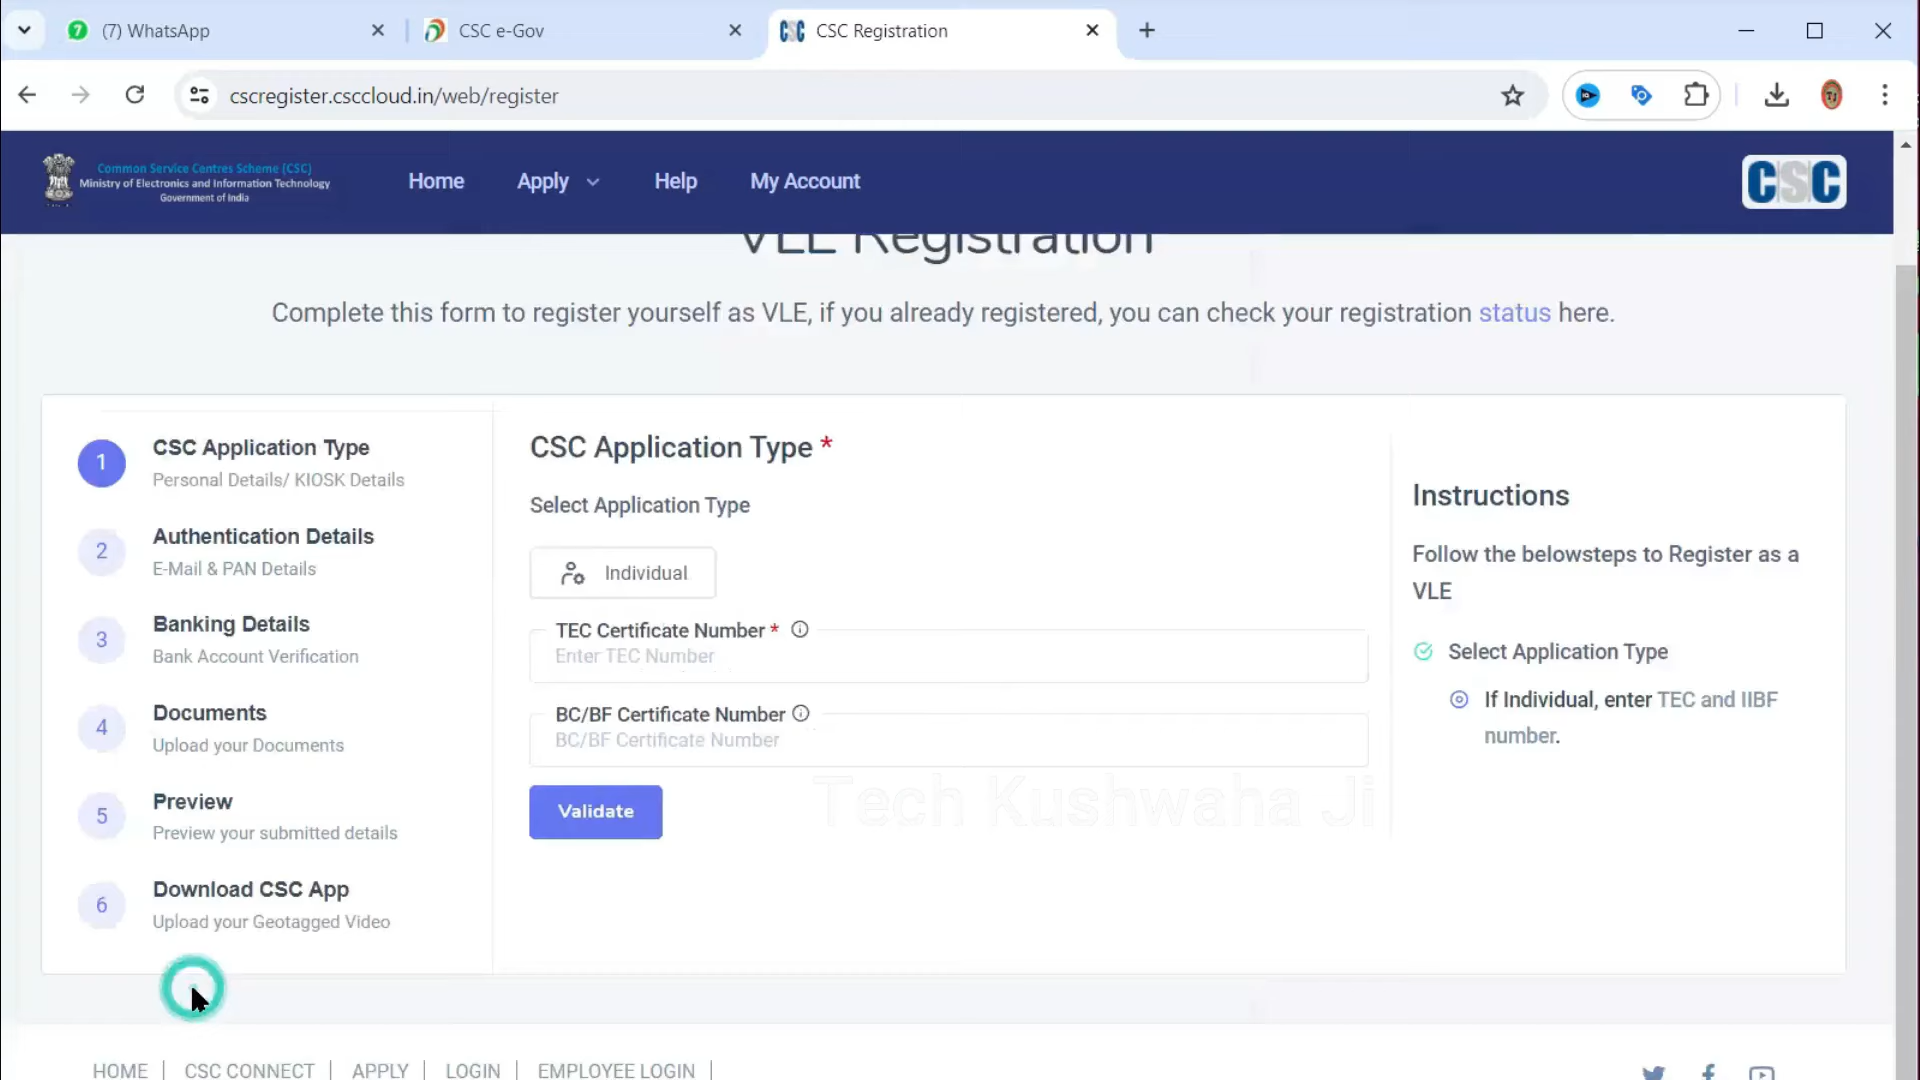 7
(7) WhatsApp
CSC e-Gov
CSC Registration
cscregister.csccloud.in/web/register
Common Service Centres Scheme (CSC)
Ministry of Electronics and Information Technology
Government of India
Home
Apply
Help
My Account
CSC
VLE Registration
Complete this form to register yourself as VLE, if you already registered, you can check your registration status here.
1
CSC Application Type
Personal Details/ KIOSK Details
2
Authentication Details
E-Mail & PAN Details
3
Banking Details
Bank Account Verification
4
Documents
Upload your Documents
5
Preview
Preview your submitted details
6
Download CSC App
Upload your Geotagged Video
CSC Application Type *
Select Application Type
Individual
TEC Certificate Number *
Enter TEC Number
BC/BF Certificate Number
BC/BF Certificate Number
Validate
Tech Kushwaha Ji
Instructions
Follow the belowsteps to Register as a
VLE
Select Application Type
If Individual, enter TEC and IIBF
number.
HOME | CSC CONNECT | APPLY | LOGIN | EMPLOYEE LOGIN |